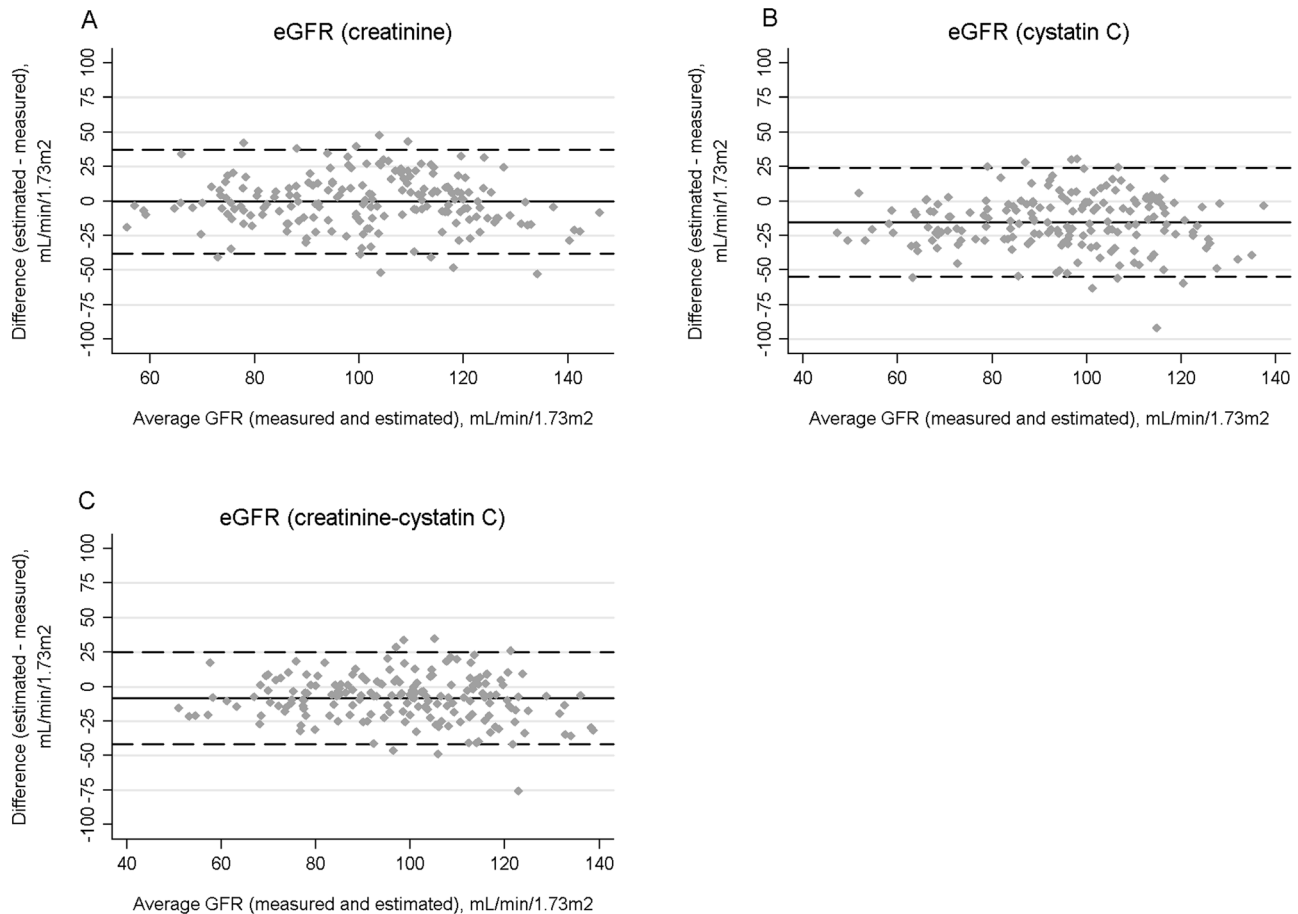 A
eGFR (creatinine)
Difference (estimated - measured),
mL/min/1.73m2
100
75
50
25
0
-25
-50
-75
-100
60
80
100
120
140
Average GFR (measured and estimated), mL/min/1.73m2
B
eGFR (cystatin C)
Difference (estimated - measured),
mL/min/1.73m2
100
75
50
25
0
-25
-50
-75
-100
40
60
80
100
120
140
Average GFR (measured and estimated), mL/min/1.73m2
C
eGFR (creatinine-cystatin C)
Difference (estimated - measured),
mL/min/1.73m2
100
75
50
25
0
-25
-50
-75
-100
40
60
80
100
120
140
Average GFR (measured and estimated), mL/min/1.73m2